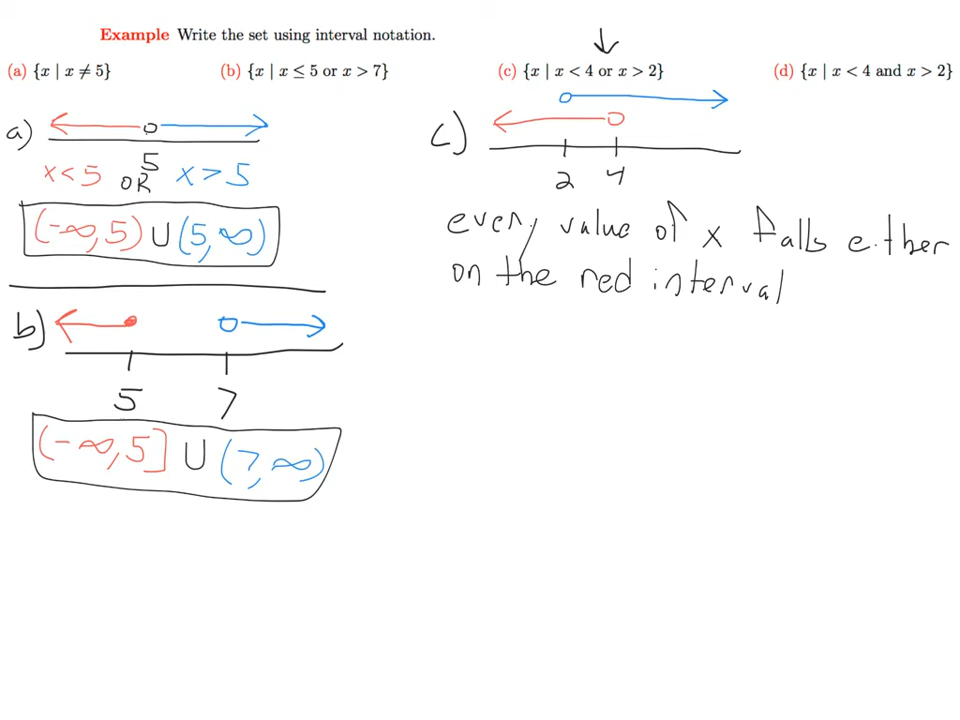 Example Write the set using interval notation.
(a) {x | x ≠ 5} (b) {x | x ≤ 5 or x > 7} (c) {x | x < 4 or x > 2} (d) {x | x < 4 and x > 2}
a)
5
x < 5 OR x > 5
(-∞, 5) ∪ (5, ∞)
b)
5 7
(-∞, 5] ∪ (7, ∞)
c)
2 4
every value of x falls either
on the red interval